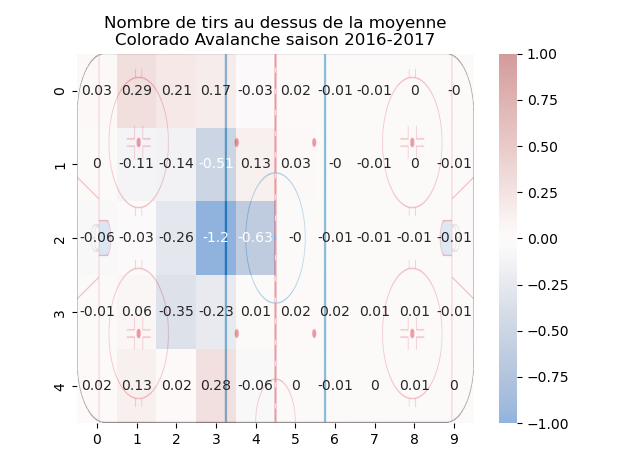 Nombre de tirs au dessus de la moyenne
Colorado Avalanche saison 2016-2017
0 0.03 0.29 0.21 0.17 -0.03 0.02 -0.01 -0.01 0 -0
1 0 -0.11 -0.14 -0.51 0.13 0.03 -0 -0.01 0 -0.01
2 -0.06 -0.03 -0.26 -1.2 -0.63 -0 -0.01 -0.01 -0.01 -0.01
3 -0.01 0.06 -0.35 -0.23 0.01 0.02 0.02 0.01 0.01 -0.01
4 0.02 0.13 0.02 0.28 -0.06 0 -0.01 0 0.01 0
0 1 2 3 4 5 6 7 8 9
1.00
0.75
0.50
0.25
0.00
−0.25
−0.50
−0.75
−1.00